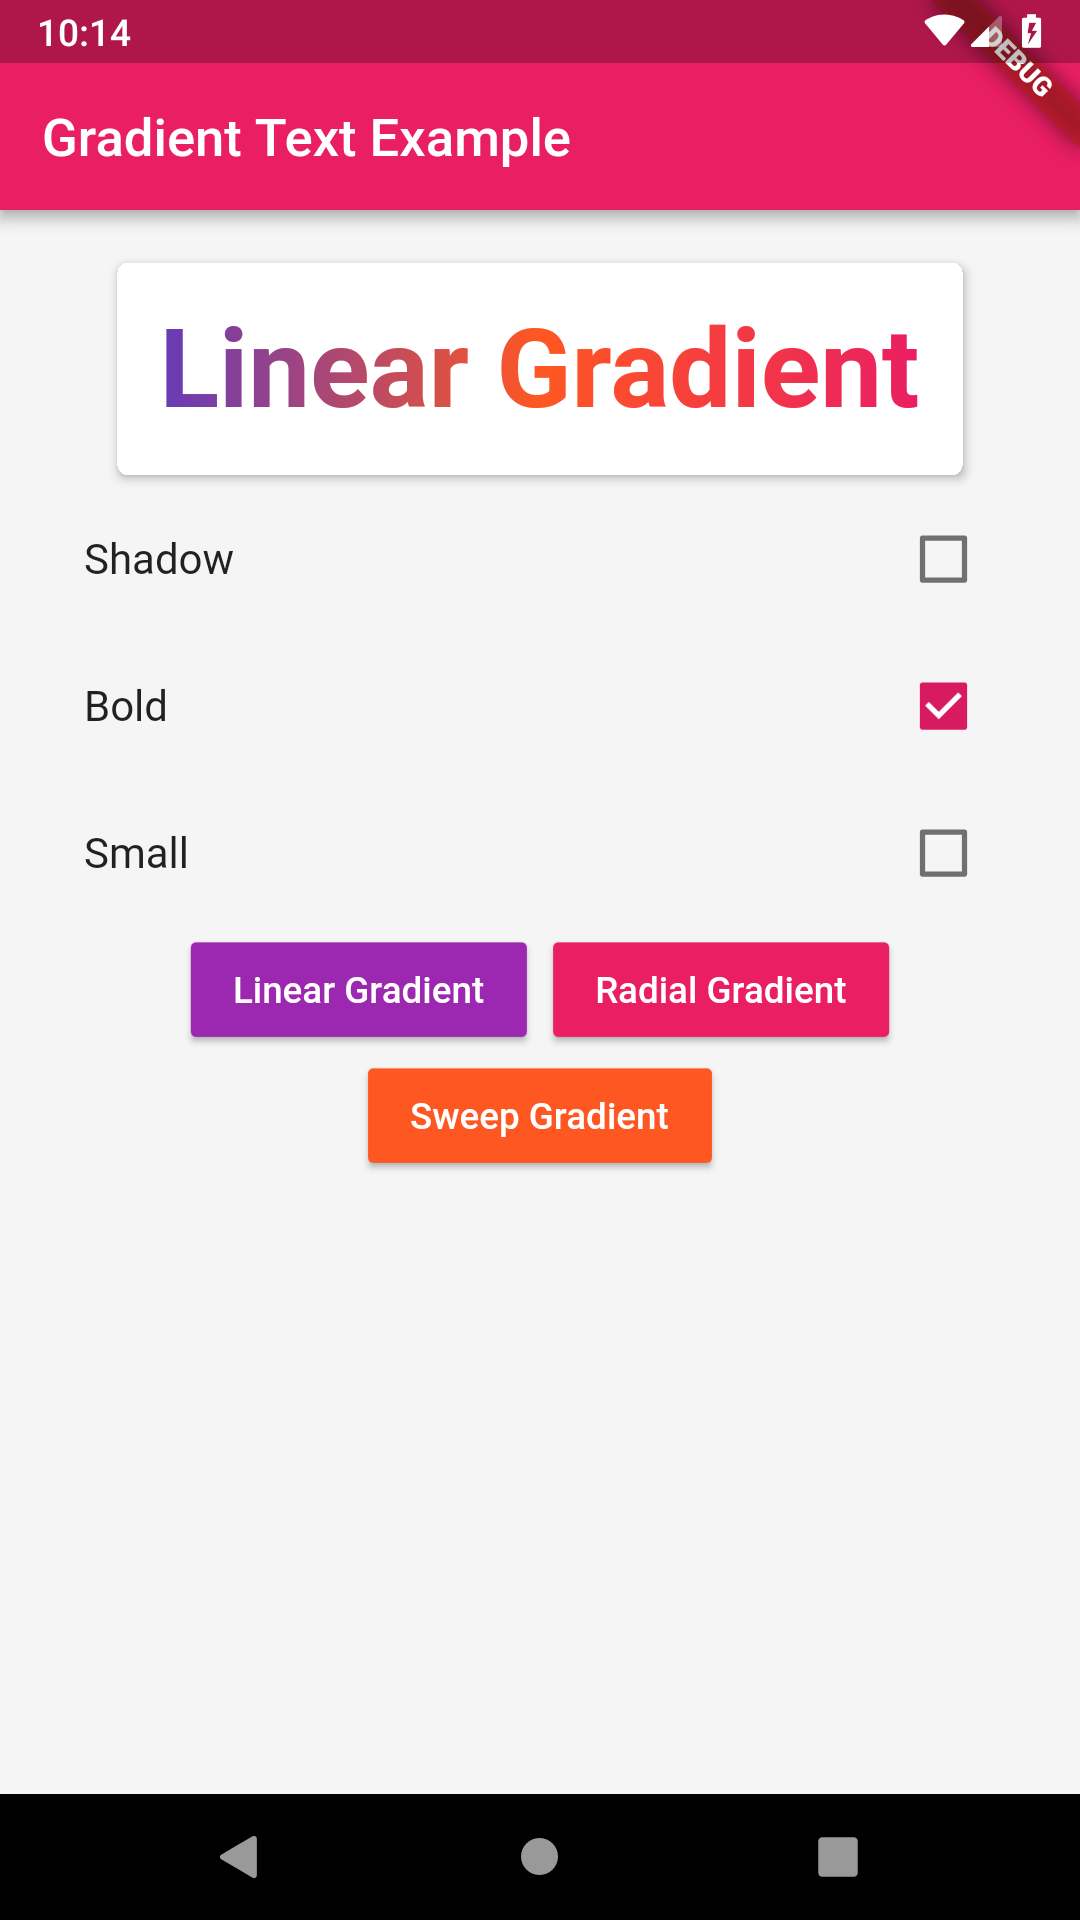 10:14
DEBUG
Gradient Text Example
Linear Gradient
Shadow
Bold
Small
Linear Gradient Radial Gradient
Sweep Gradient